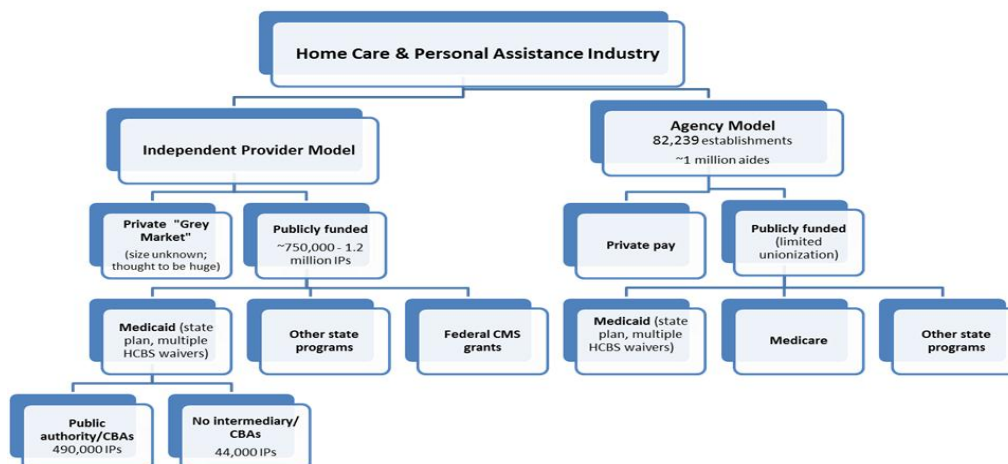 Home Care & Personal Assistance Industry
Independent Provider Model
Agency Model
82,239 establishments
~1 million aides
Private "Grey
Market"
(size unknown;
thought to be huge)
Publicly funded
~750,000 - 1.2
million IPs
Private pay
Publicly funded
(limited
unionization)
Medicaid (state
plan, multiple
HCBS waivers)
Other state
programs
Federal CMS
grants
Medicaid (state
plan, multiple
HCBS waivers)
Medicare
Other state
programs
Public
authority/CBAs
490,000 IPs
No intermediary/
CBAs
44,000 IPs